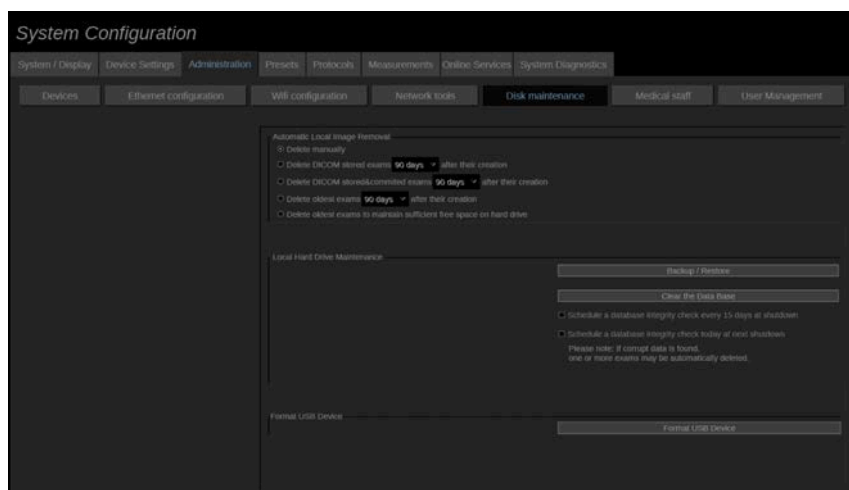 System Configuration
System / Display Device Settings Administration Presets Protocols Measurements Online Services System Diagnostics
Devices Ethernet configuration Wifi configuration Network tools Disk maintenance Medical staff User Management
Automatic Local Image Removal
Delete manually
Delete DICOM stored exams 90 days after their creation
Delete DICOM stored&commited exams 90 days after their creation
Delete oldest exams 90 days after their creation
Delete oldest exams to maintain sufficient free space on hard drive
Local Hard Drive Maintenance
Backup / Restore
Clear the Data Base
Schedule a database integrity check every 15 days at shutdown
Schedule a database integrity check today at next shutdown
Please note: if corrupt data is found,
one or more exams may be automatically deleted.
Format USB Device
Format USB Device